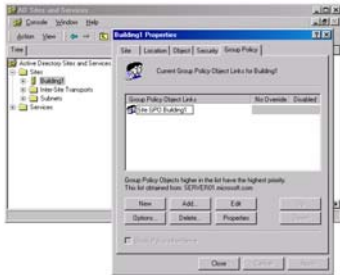 AD Sites and Services
Console Window Help
Action View
Tree
Active Directory Sites and Services
Sites
Building1
Inter-Site Transports
Subnets
Services
Building1 Properties
Site Location Object Security Group Policy
Current Group Policy Object Links for Building1
Group Policy Object Links No Override Disabled
Site GPO Building1
Group Policy Objects higher in the list have the highest priority.
This list obtained from: SERVER01.microsoft.com
New Add... Edit
Options... Delete... Properties
Close Cancel Apply